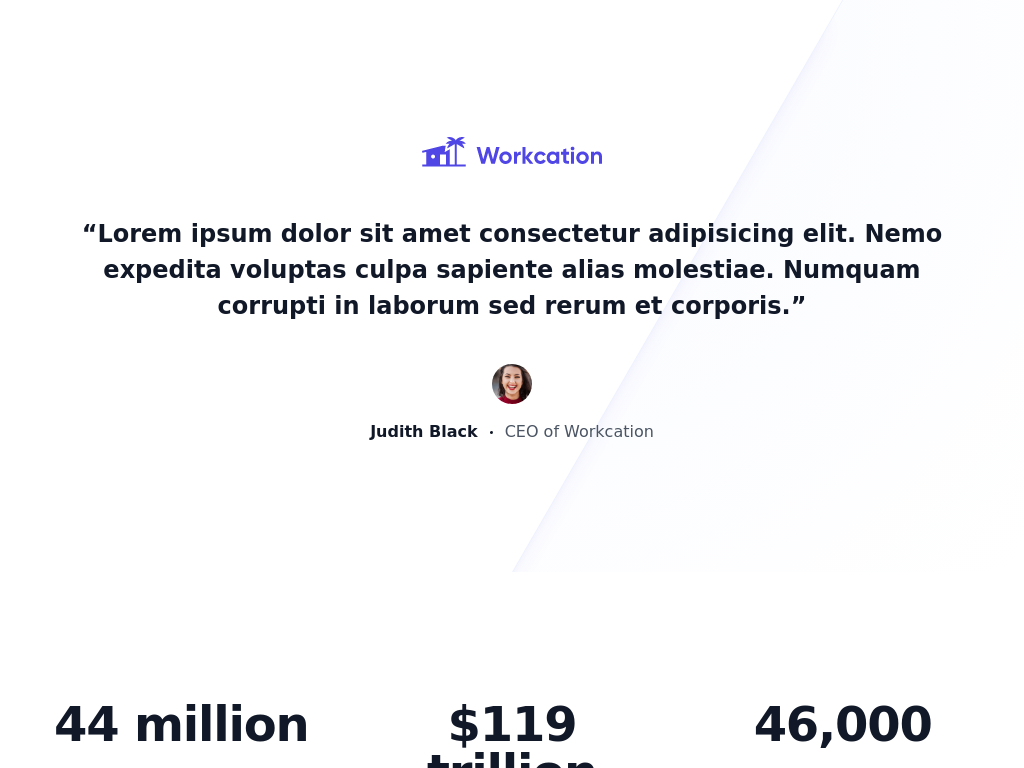 Workcation
“Lorem ipsum dolor sit amet consectetur adipisicing elit. Nemo
expedita voluptas culpa sapiente alias molestiae. Numquam
corrupti in laborum sed rerum et corporis.”
Judith Black · CEO of Workcation
44 million
$119
trillion
46,000